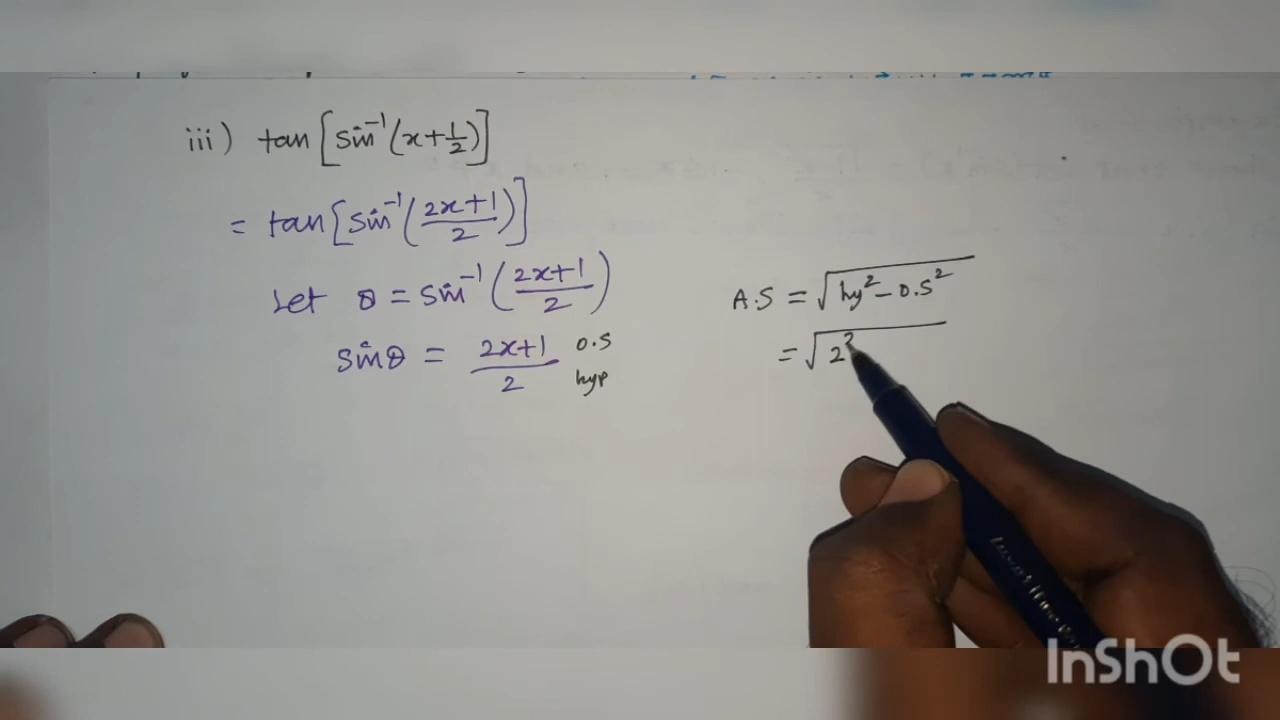 iii) tan[sin⁻¹(x+1/2)]
= tan[sin⁻¹((2x+1)/2)]
Let θ = sin⁻¹((2x+1)/2)
sinθ = (2x+1)/2 o.s hyp
A.S = √(hy² - o.s²)
= √(2²
InShOt